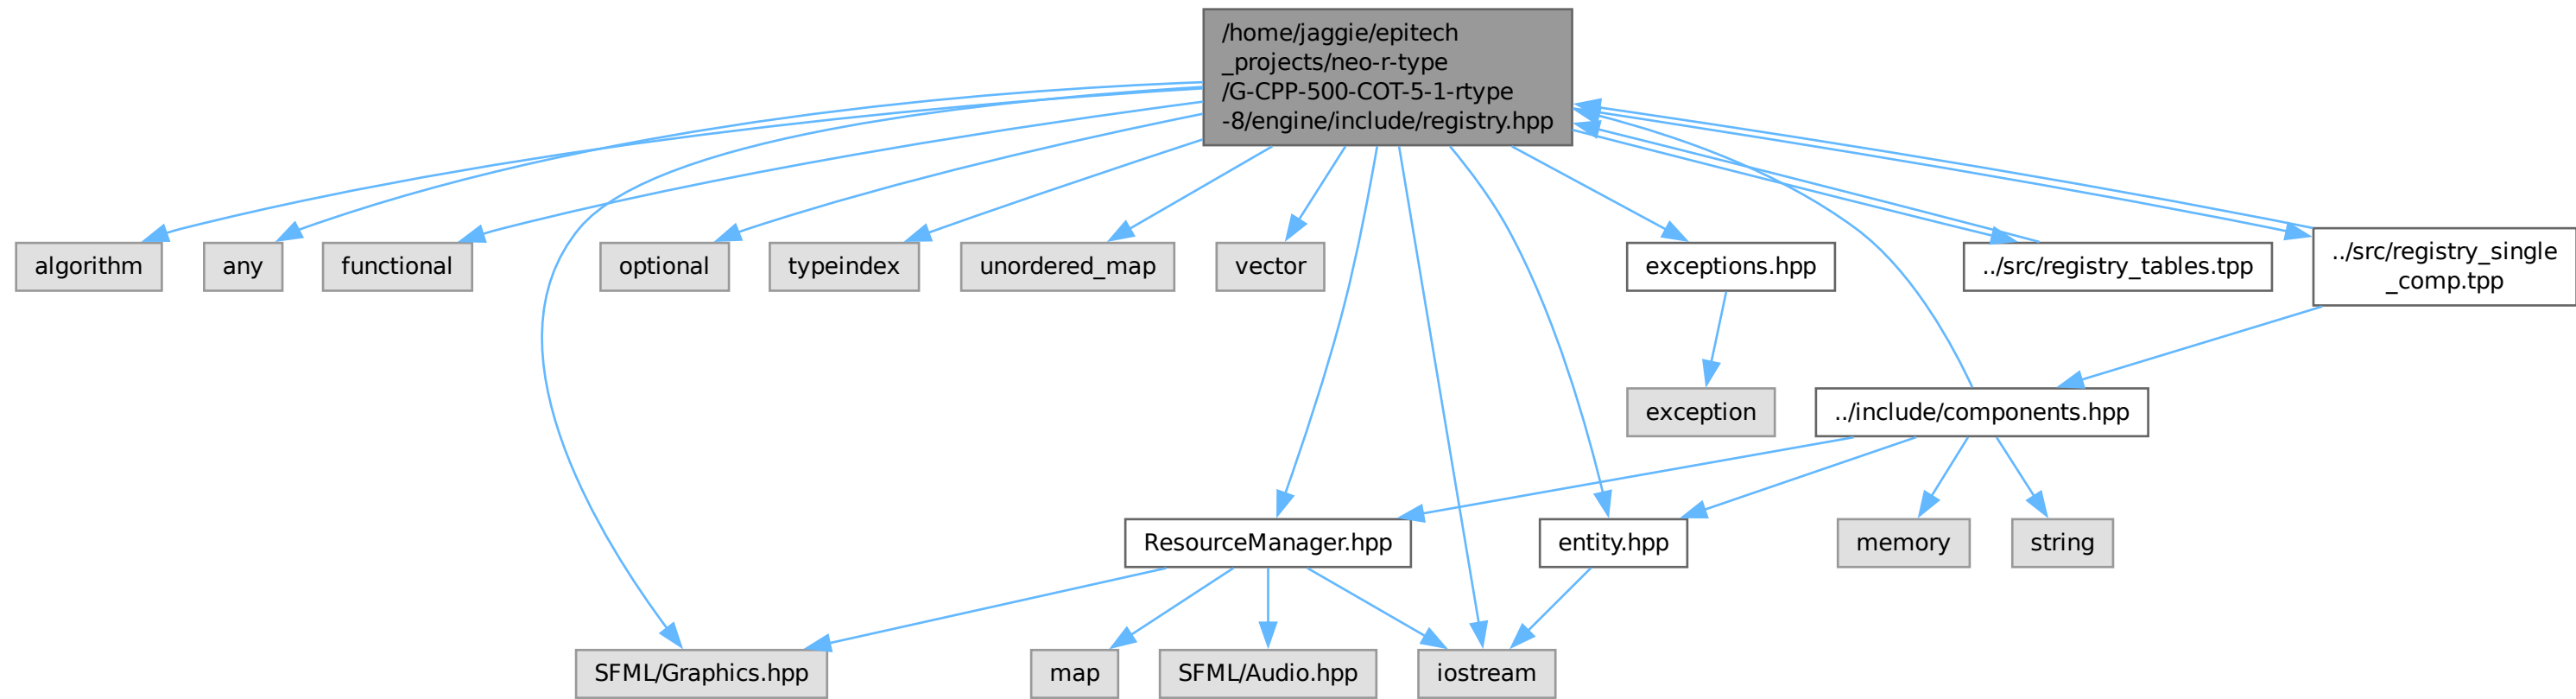 /home/jaggie/epitech
_projects/neo-r-type
/G-CPP-500-COT-5-1-rtype
-8/engine/include/registry.hpp
algorithm
any
functional
optional
typeindex
unordered_map
vector
exceptions.hpp
../src/registry_tables.tpp
../src/registry_single
_comp.tpp
exception
../include/components.hpp
ResourceManager.hpp
entity.hpp
memory
string
SFML/Graphics.hpp
map
SFML/Audio.hpp
iostream